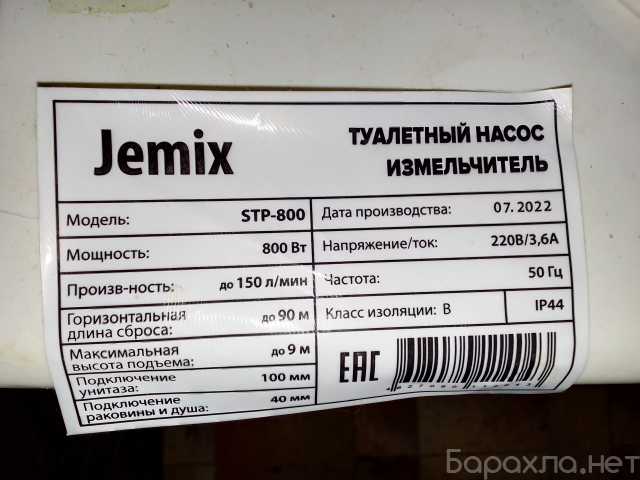 Jemix
ТУАЛЕТНЫЙ НАСОС
ИЗМЕЛЬЧИТЕЛЬ
Модель: STP-800
Дата производства: 07.2022
Мощность: 800 Вт
Напряжение/ток: 220В/3,6А
Произв-ность: до 150 л/мин
Частота: 50 Гц
Горизонтальная
длина сброса: до 90 м
Класс изоляции: В IP44
Максимальная
высота подъема: до 9 м
Подключение
унитаза: 100 мм
Подключение
раковины и душа: 40 мм
ЕАС
Барахла.нет